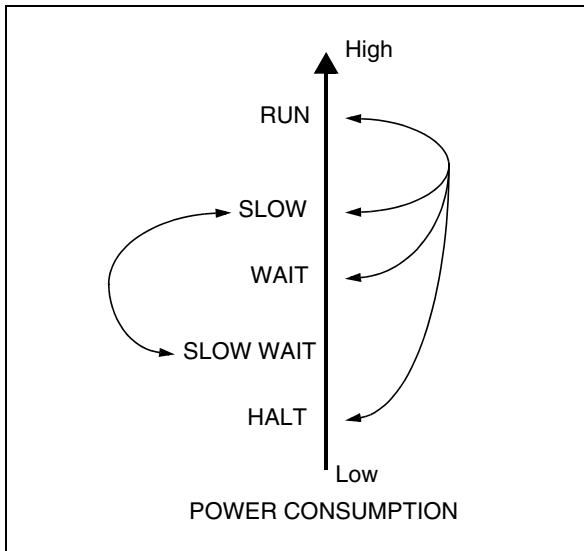 High
RUN
SLOW
WAIT
SLOW WAIT
HALT
Low
POWER CONSUMPTION